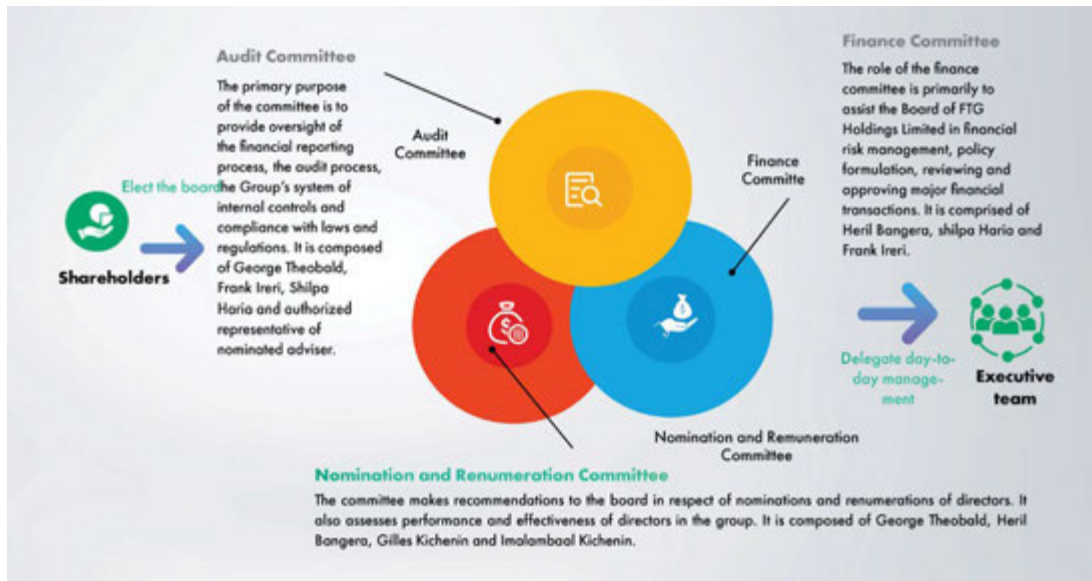 Audit Committee
The primary purpose
of the committee is to
provide oversight of
the financial reporting
process, the audit process,
the Group's system of
internal controls and
compliance with laws and
regulations. It is composed
of George Theobald,
Frank Ireri, Shilpa
Haria and authorized
representative of
nominated adviser.
Elect the board
Shareholders
Audit
Committee
Finance
Committe
Finance Committee
The role of the finance
committee is primarily to
assist the Board of FTG
Holdings Limited in financial
risk management, policy
formulation, reviewing and
approving major financial
transactions. It is comprised of
Heril Bangera, shilpa Haria and
Frank Ireri.
Delegate day-to-
day manage-
ment
Executive
team
Nomination and Remuneration
Committee
Nomination and Renumeration Committee
The committee makes recommendations to the board in respect of nominations and renumerations of directors. It
also assesses performance and effectiveness of directors in the group. It is composed of George Theobald, Heril
Bangera, Gilles Kichenin and Imalambaal Kichenin.